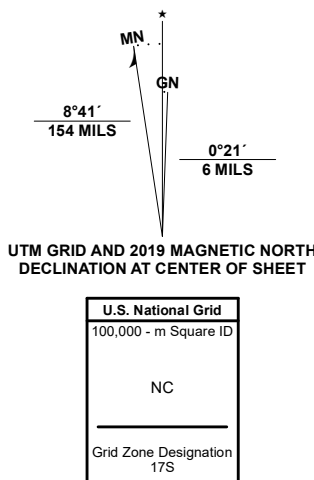 MN
GN
8°41´
154 MILS
0°21´
6 MILS
UTM GRID AND 2019 MAGNETIC NORTH
DECLINATION AT CENTER OF SHEET
U.S. National Grid
100,000 - m Square ID
NC
Grid Zone Designation
17S